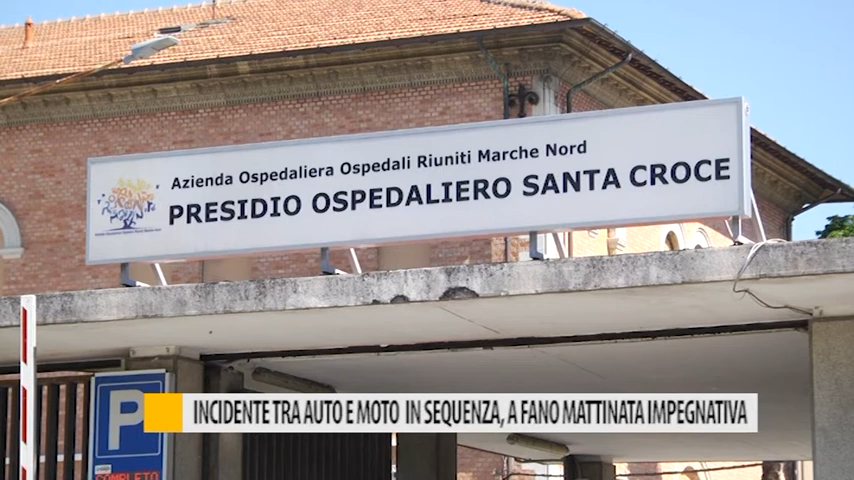 Azienda Ospedaliera Ospedali Riuniti Marche Nord
PRESIDIO OSPEDALIERO SANTA CROCE
P
COMPLETO
INCIDENTE TRA AUTO E MOTO IN SEQUENZA, A FANO MATTINATA IMPEGNATIVA